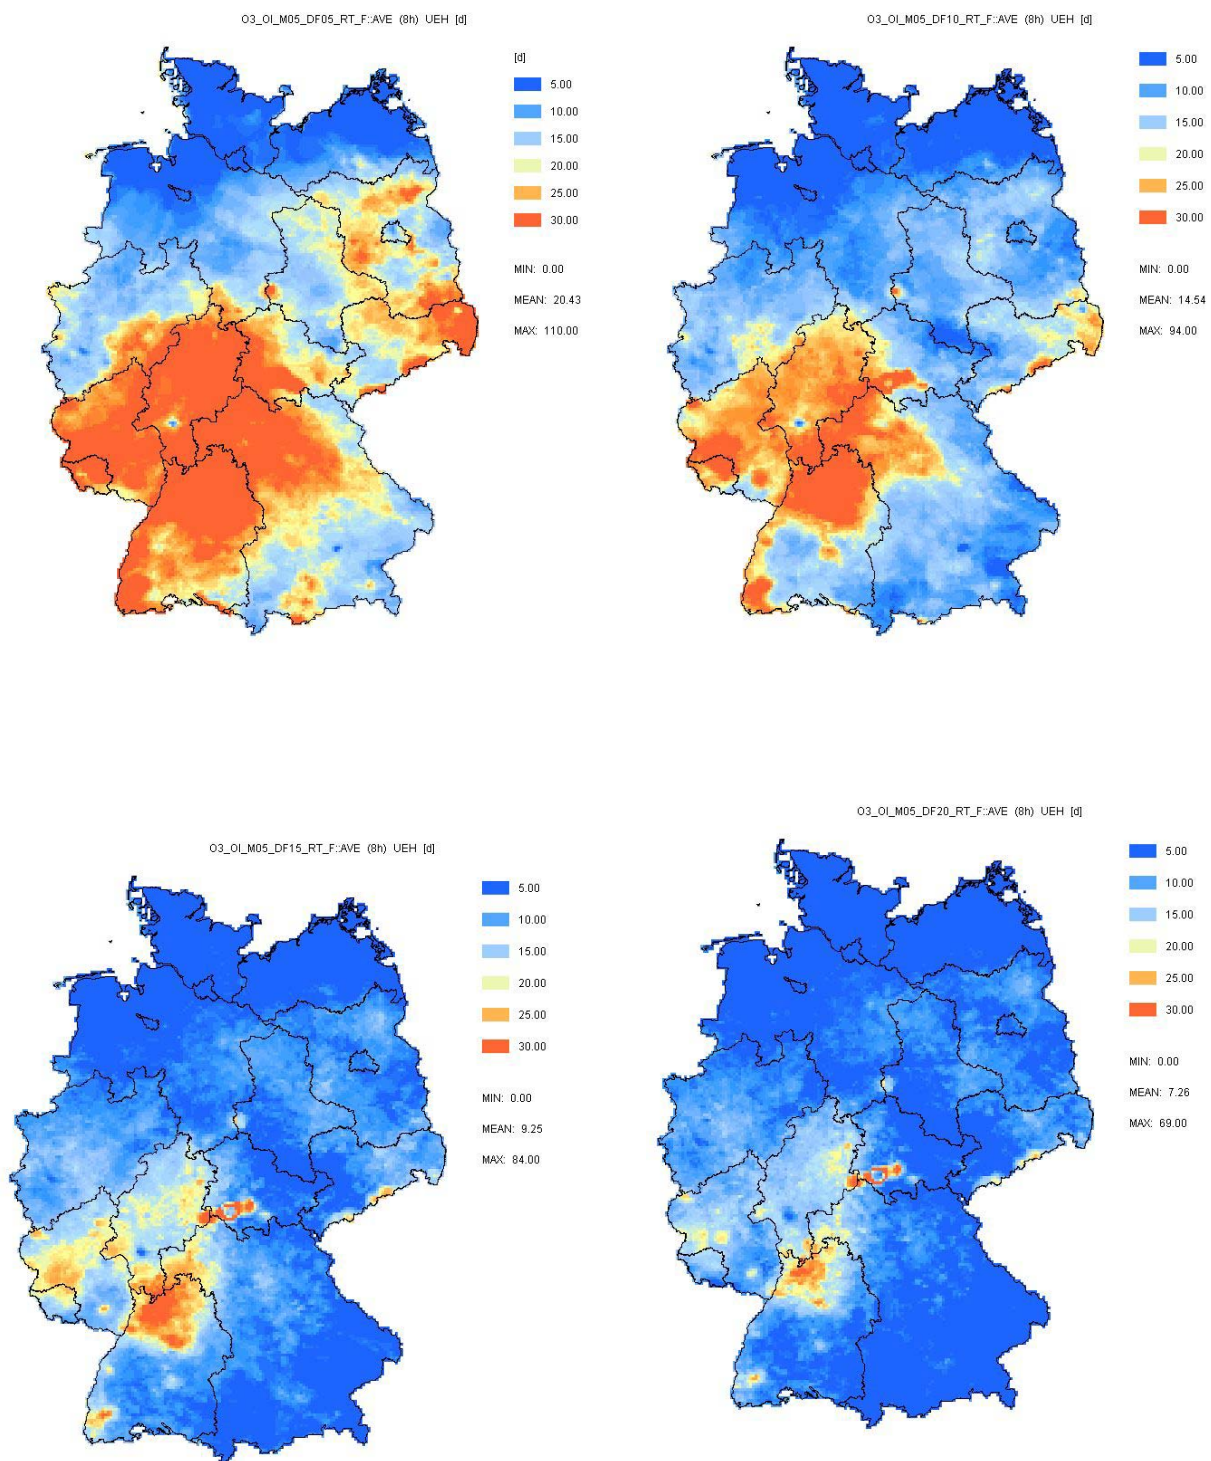 O3_OI_M05_DF05_RT_F::AVE (8h) UEH [d]
[d]
5.00
10.00
15.00
20.00
25.00
30.00
MIN: 0.00
MEAN: 20.43
MAX: 110.00
O3_OI_M05_DF10_RT_F::AVE (8h) UEH [d]
5.00
10.00
15.00
20.00
25.00
30.00
MIN: 0.00
MEAN: 14.54
MAX: 94.00
O3_OI_M05_DF15_RT_F::AVE (8h) UEH [d]
5.00
10.00
15.00
20.00
25.00
30.00
MIN: 0.00
MEAN: 9.25
MAX: 84.00
O3_OI_M05_DF20_RT_F::AVE (8h) UEH [d]
5.00
10.00
15.00
20.00
25.00
30.00
MIN: 0.00
MEAN: 7.26
MAX: 69.00